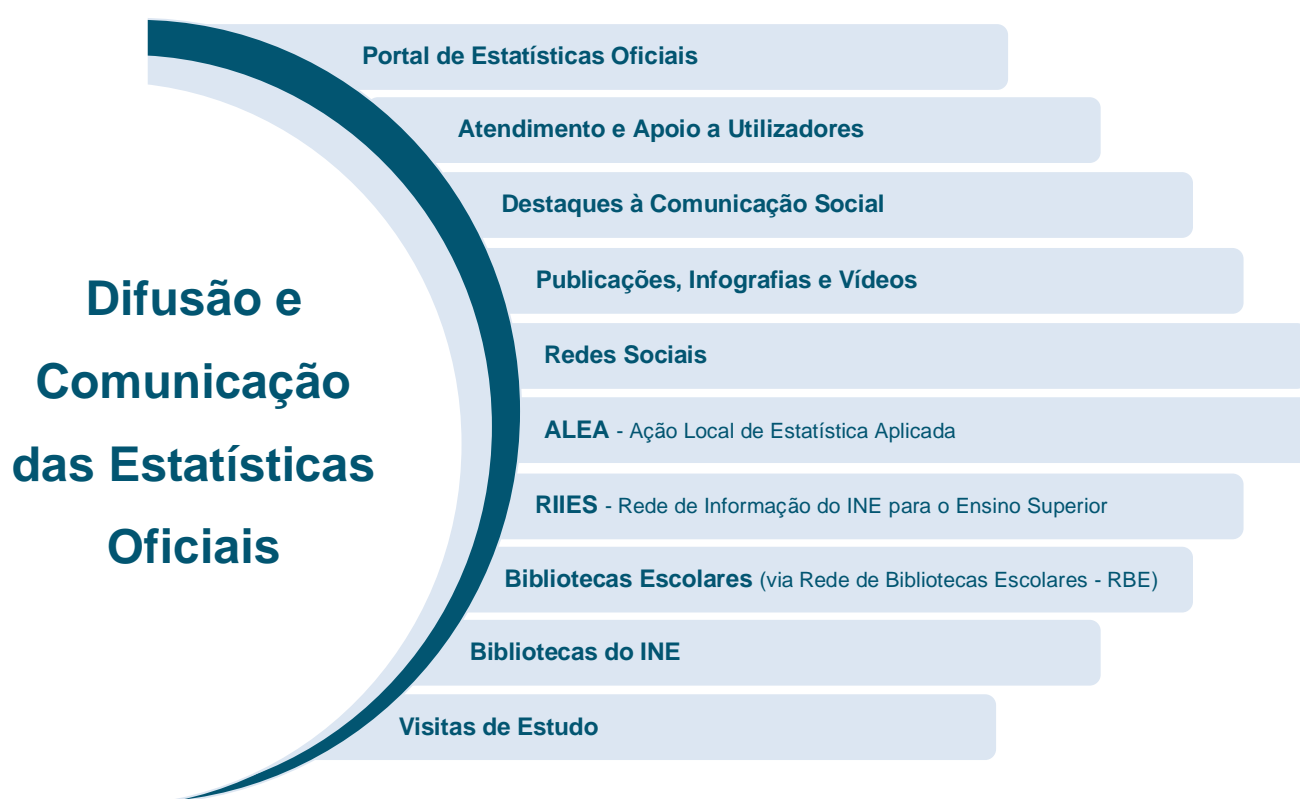 Difusão e
Comunicação
das Estatísticas
Oficiais
Portal de Estatísticas Oficiais
Atendimento e Apoio a Utilizadores
Destaques à Comunicação Social
Publicações, Infografias e Vídeos
Redes Sociais
ALEA - Ação Local de Estatística Aplicada
RIIES - Rede de Informação do INE para o Ensino Superior
Bibliotecas Escolares (via Rede de Bibliotecas Escolares - RBE)
Bibliotecas do INE
Visitas de Estudo